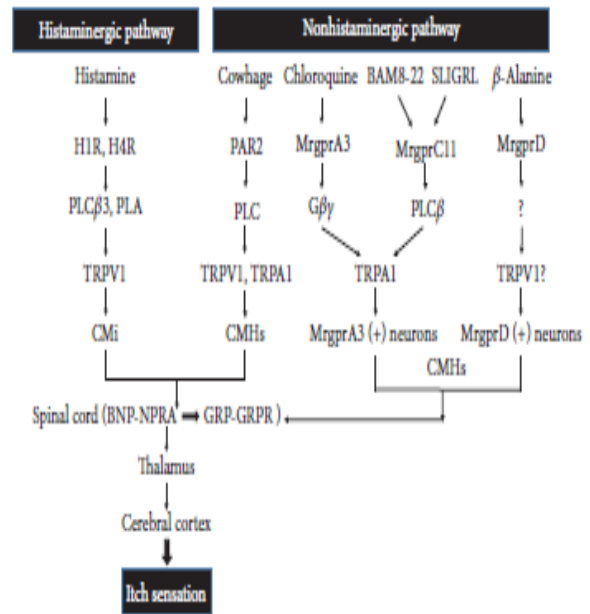 Histaminergic pathway Nonhistaminergic pathway
Histamine Cowhage Chloroquine BAM8-22 SLIGRL β-Alanine
H1R, H4R PAR2 MrgprA3 MrgprC11 MrgprD
PLCβ3, PLA PLC Gβγ PLCβ ?
TRPV1 TRPV1, TRPA1 TRPA1 TRPV1?
CMi CMHs MrgprA3 (+) neurons MrgprD (+) neurons
CMHs
Spinal cord (BNP-NPRA ➡ GRP-GRPR)
Thalamus
Cerebral cortex
Itch sensation